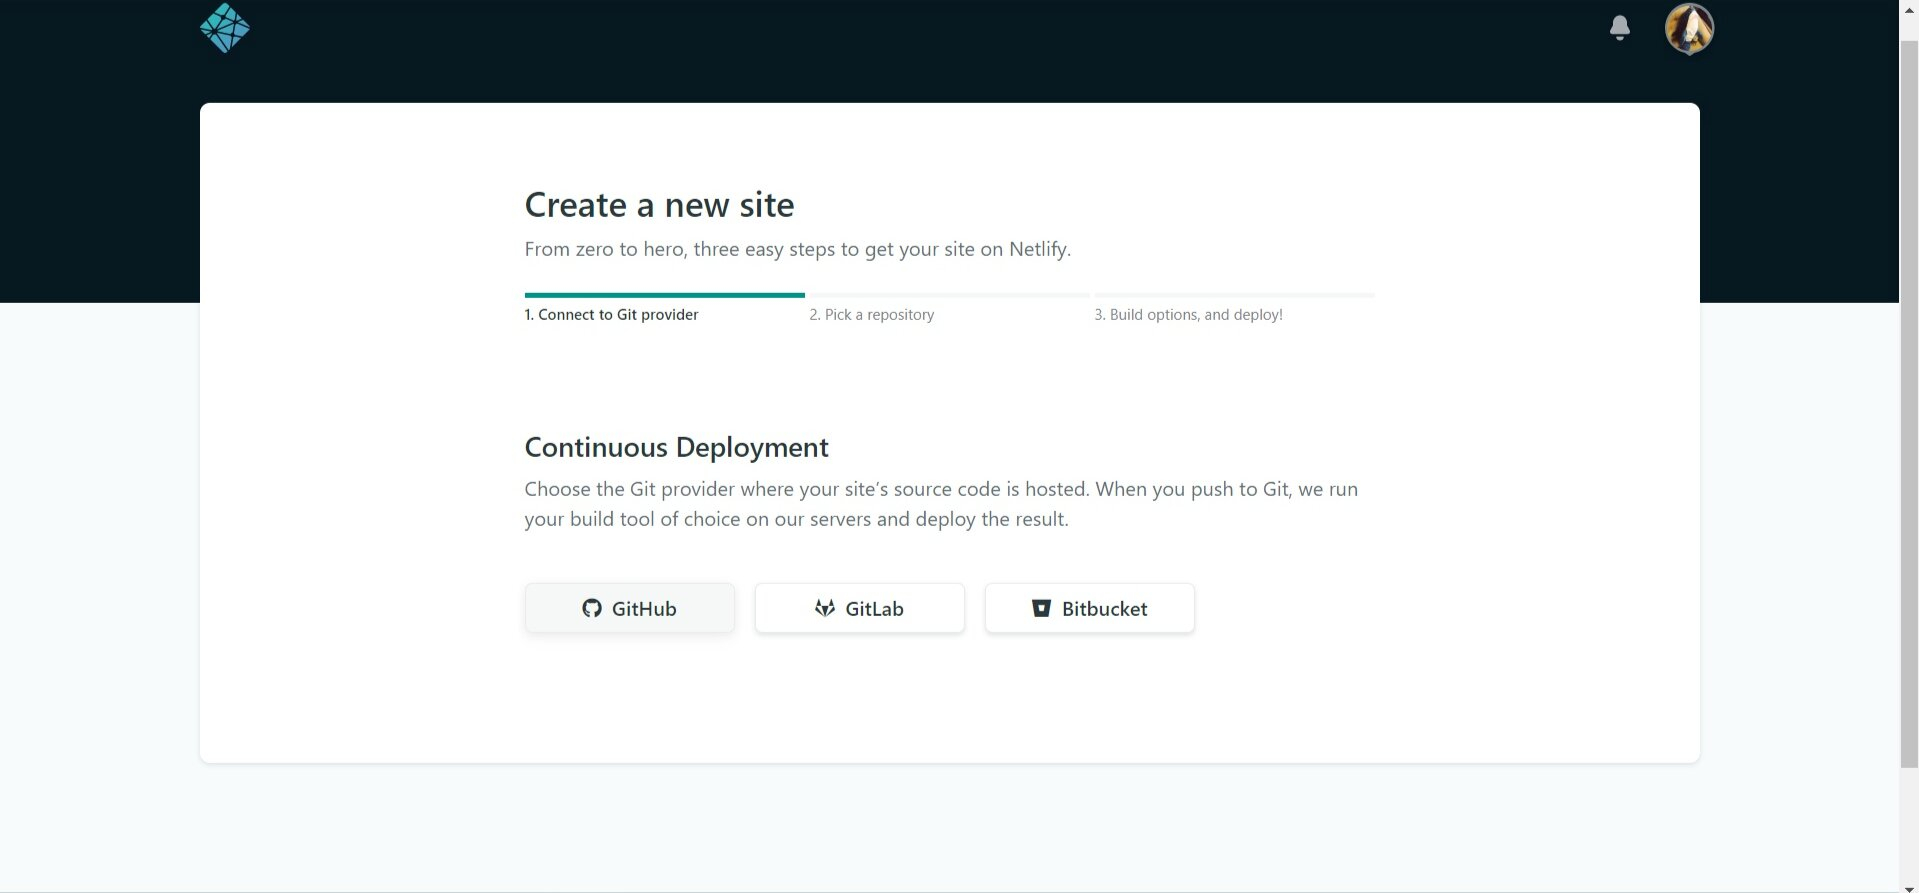 Create a new site
From zero to hero, three easy steps to get your site on Netlify.
1. Connect to Git provider
2. Pick a repository
3. Build options, and deploy!
Continuous Deployment
Choose the Git provider where your site’s source code is hosted. When you push to Git, we run
your build tool of choice on our servers and deploy the result.
GitHub
GitLab
Bitbucket